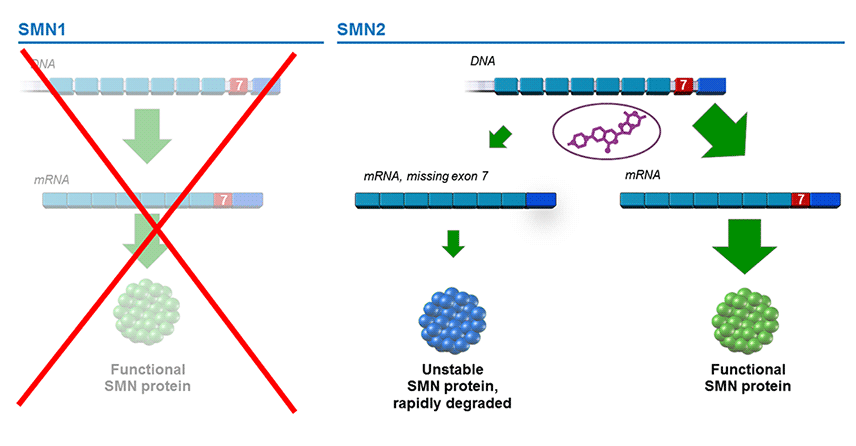 SMN1
DNA
7
mRNA
7
Functional
SMN protein
SMN2
DNA
7
mRNA, missing exon 7
Unstable
SMN protein,
rapidly degraded
mRNA
7
Functional
SMN protein